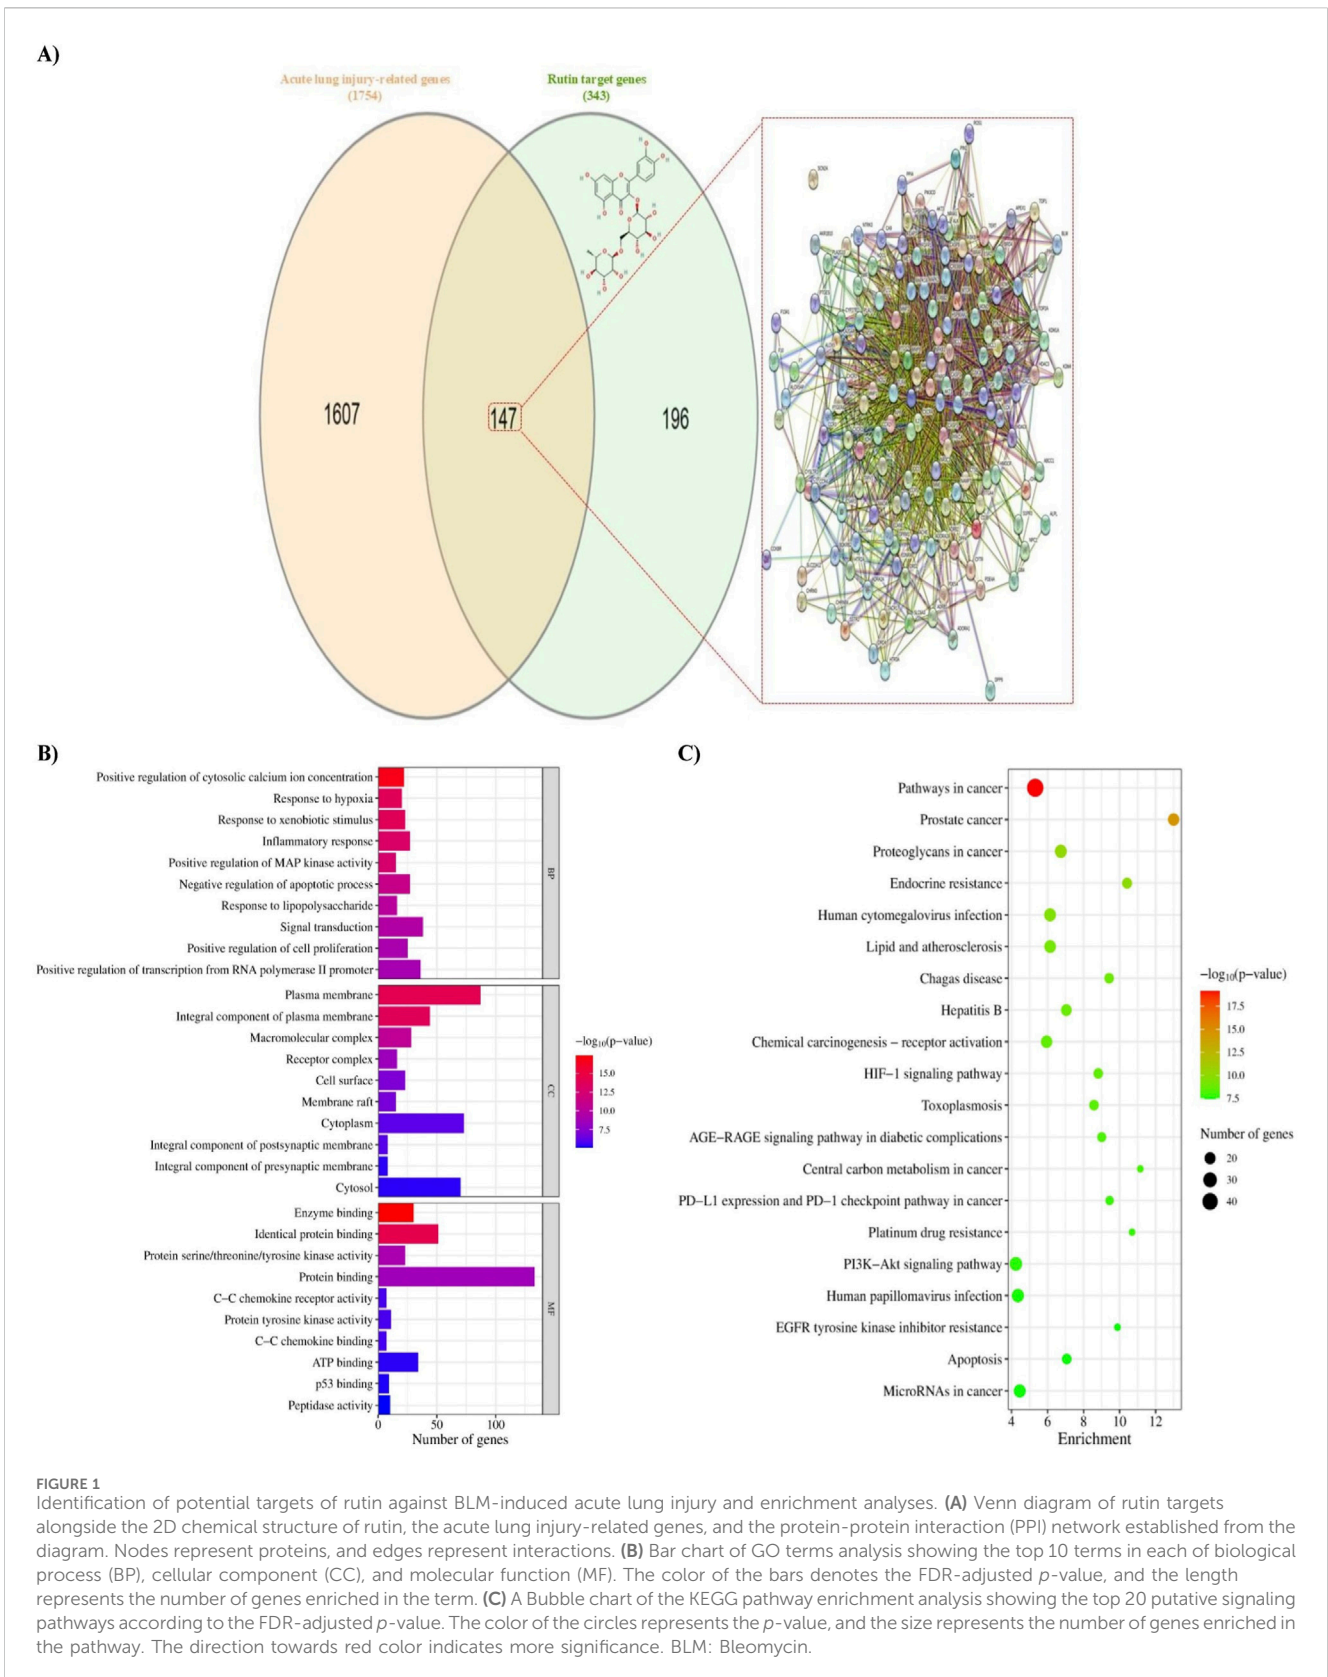 A)
Acute lung injury-related genes
(1754)
Rutin target genes
(343)
1607
147
196
B)
Positive regulation of cytosolic calcium ion concentration
Response to hypoxia
Response to xenobiotic stimulus
Inflammatory response
Positive regulation of MAP kinase activity
Negative regulation of apoptotic process
Response to lipopolysaccharide
Signal transduction
Positive regulation of cell proliferation
Positive regulation of transcription from RNA polymerase II promoter
BP
Plasma membrane
Integral component of plasma membrane
Macromolecular complex
Receptor complex
Cell surface
Membrane raft
Cytoplasm
Integral component of postsynaptic membrane
Integral component of presynaptic membrane
Cytosol
CC
Enzyme binding
Identical protein binding
Protein serine/threonine/tyrosine kinase activity
Protein binding
C−C chemokine receptor activity
Protein tyrosine kinase activity
C−C chemokine binding
ATP binding
p53 binding
Peptidase activity
MF
0 50 100
Number of genes
−log10(p−value)
15.0
12.5
10.0
7.5
C)
Pathways in cancer
Prostate cancer
Proteoglycans in cancer
Endocrine resistance
Human cytomegalovirus infection
Lipid and atherosclerosis
Chagas disease
Hepatitis B
Chemical carcinogenesis − receptor activation
HIF−1 signaling pathway
Toxoplasmosis
AGE−RAGE signaling pathway in diabetic complications
Central carbon metabolism in cancer
PD−L1 expression and PD−1 checkpoint pathway in cancer
Platinum drug resistance
PI3K−Akt signaling pathway
Human papillomavirus infection
EGFR tyrosine kinase inhibitor resistance
Apoptosis
MicroRNAs in cancer
4 6 8 10 12
Enrichment
−log10(p−value)
17.5
15.0
12.5
10.0
7.5
Number of genes
20
30
40
FIGURE 1
Identification of potential targets of rutin against BLM-induced acute lung injury and enrichment analyses. (A) Venn diagram of rutin targets
alongside the 2D chemical structure of rutin, the acute lung injury-related genes, and the protein-protein interaction (PPI) network established from the
diagram. Nodes represent proteins, and edges represent interactions. (B) Bar chart of GO terms analysis showing the top 10 terms in each of biological
process (BP), cellular component (CC), and molecular function (MF). The color of the bars denotes the FDR-adjusted p-value, and the length
represents the number of genes enriched in the term. (C) A Bubble chart of the KEGG pathway enrichment analysis showing the top 20 putative signaling
pathways according to the FDR-adjusted p-value. The color of the circles represents the p-value, and the size represents the number of genes enriched in
the pathway. The direction towards red color indicates more significance. BLM: Bleomycin.